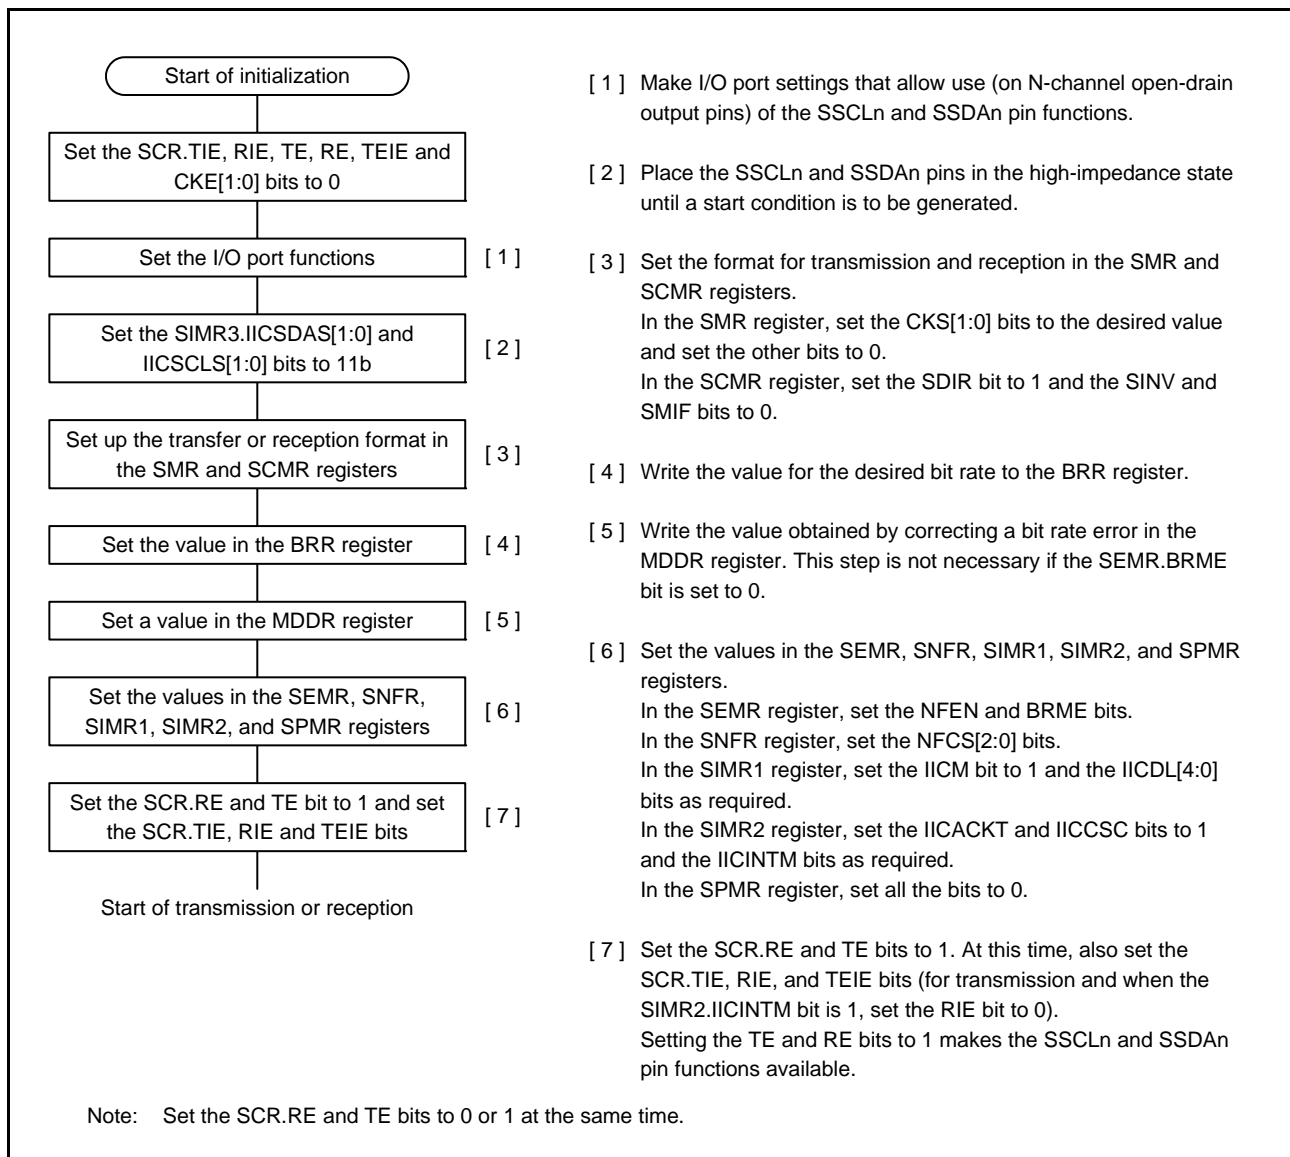 Start of initialization
Set the SCR.TIE, RIE, TE, RE, TEIE and
CKE[1:0] bits to 0
Set the I/O port functions
[ 1 ]
Set the SIMR3.IICSDAS[1:0] and
IICSCLS[1:0] bits to 11b
[ 2 ]
Set up the transfer or reception format in
the SMR and SCMR registers
[ 3 ]
Set the value in the BRR register
[ 4 ]
Set a value in the MDDR register
[ 5 ]
Set the values in the SEMR, SNFR,
SIMR1, SIMR2, and SPMR registers
[ 6 ]
Set the SCR.RE and TE bit to 1 and set
the SCR.TIE, RIE and TEIE bits
[ 7 ]
Start of transmission or reception
[ 1 ] Make I/O port settings that allow use (on N-channel open-drain
output pins) of the SSCLn and SSDAn pin functions.
[ 2 ] Place the SSCLn and SSDAn pins in the high-impedance state
until a start condition is to be generated.
[ 3 ] Set the format for transmission and reception in the SMR and
SCMR registers.
In the SMR register, set the CKS[1:0] bits to the desired value
and set the other bits to 0.
In the SCMR register, set the SDIR bit to 1 and the SINV and
SMIF bits to 0.
[ 4 ] Write the value for the desired bit rate to the BRR register.
[ 5 ] Write the value obtained by correcting a bit rate error in the
MDDR register. This step is not necessary if the SEMR.BRME
bit is set to 0.
[ 6 ] Set the values in the SEMR, SNFR, SIMR1, SIMR2, and SPMR
registers.
In the SEMR register, set the NFEN and BRME bits.
In the SNFR register, set the NFCS[2:0] bits.
In the SIMR1 register, set the IICM bit to 1 and the IICDL[4:0]
bits as required.
In the SIMR2 register, set the IICACKT and IICCSC bits to 1
and the IICINTM bits as required.
In the SPMR register, set all the bits to 0.
[ 7 ] Set the SCR.RE and TE bits to 1. At this time, also set the
SCR.TIE, RIE, and TEIE bits (for transmission and when the
SIMR2.IICINTM bit is 1, set the RIE bit to 0).
Setting the TE and RE bits to 1 makes the SSCLn and SSDAn
pin functions available.
Note: Set the SCR.RE and TE bits to 0 or 1 at the same time.